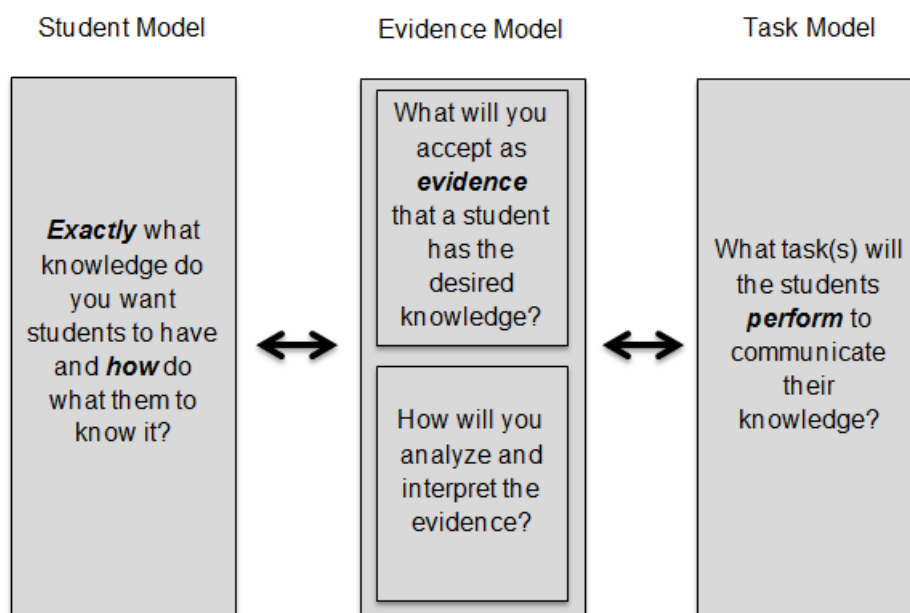 Student Model
Evidence Model
Task Model
Exactly what
knowledge do
you want
students to have
and how do
what them to
know it?
What will you
accept as
evidence
that a student
has the
desired
knowledge?
How will you
analyze and
interpret the
evidence?
What task(s) will
the students
perform to
communicate
their
knowledge?